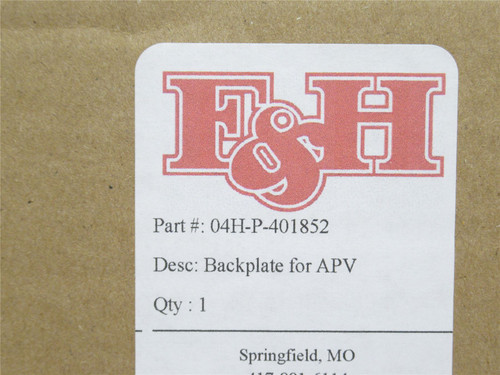 E&H
Part #: 04H-P-401852
Desc: Backplate for APV
Qty : 1
Springfield, MO